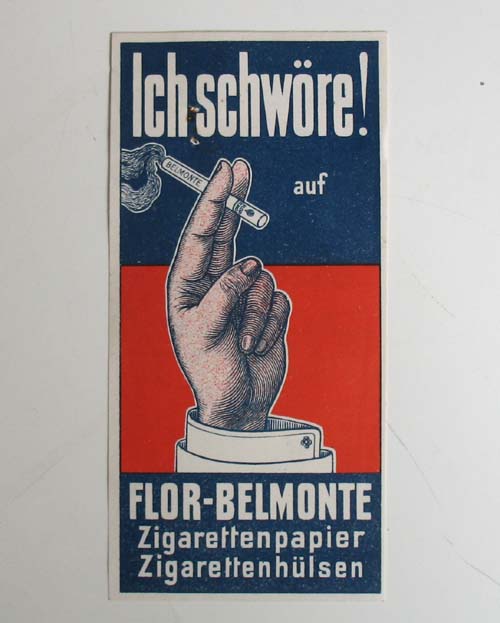 Ich schwöre!
BELMONTE
auf
FLOR-BELMONTE
Zigarettenpapier
Zigarettenhülsen